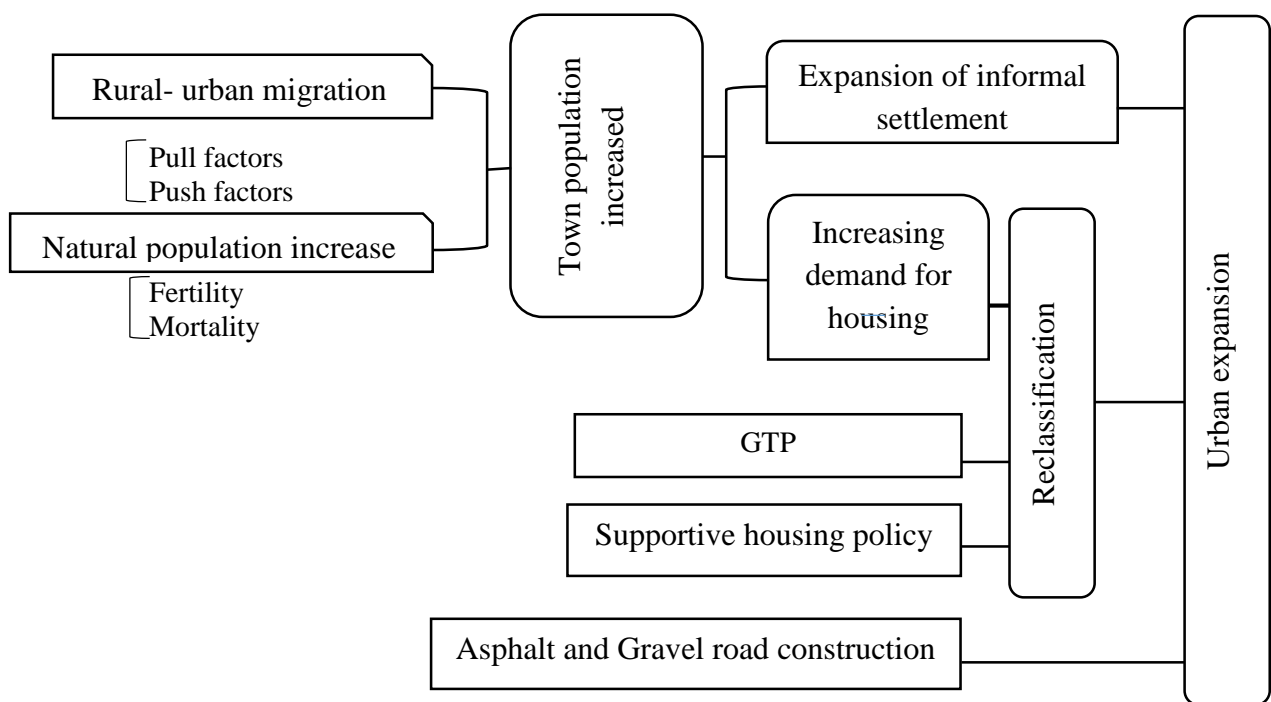 Rural- urban migration
Pull factors
Push factors
Natural population increase
Fertility
Mortality
Town population
increased
Expansion of informal
settlement
Increasing
demand for
housing
GTP
Supportive housing policy
Asphalt and Gravel road construction
Reclassification
Urban expansion